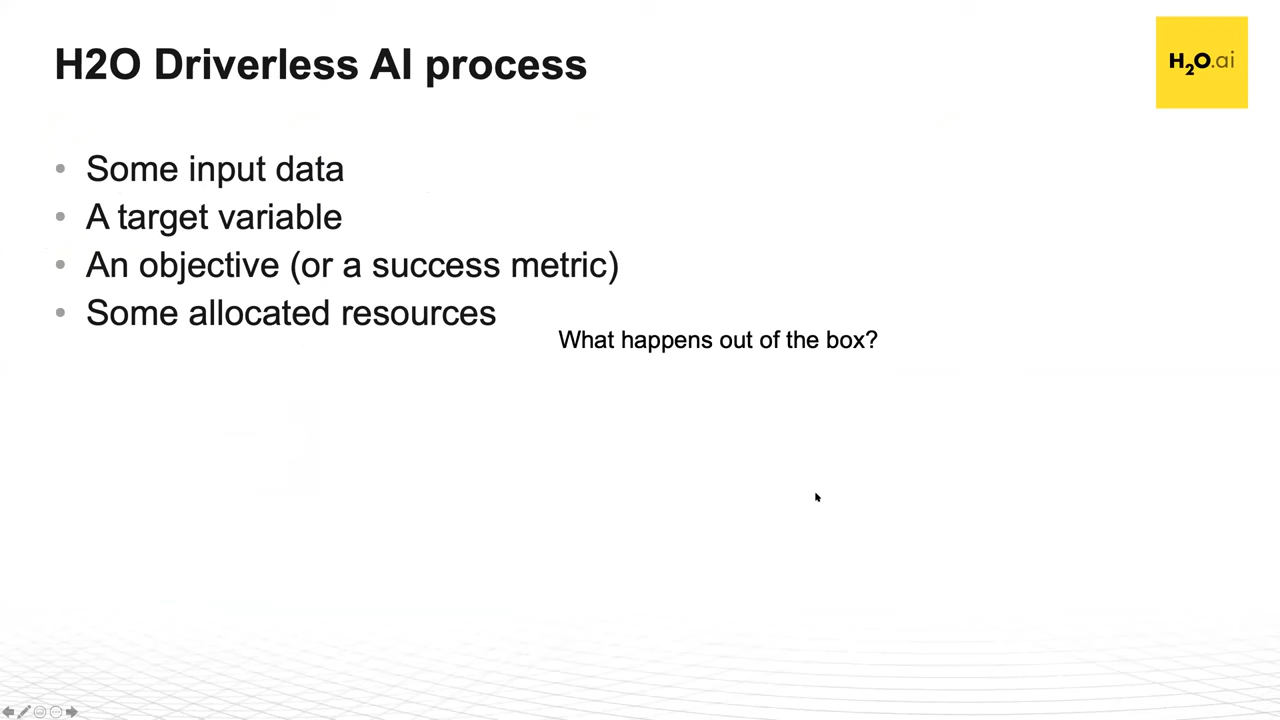 H2O Driverless AI process
H2O.ai
• Some input data
• A target variable
• An objective (or a success metric)
• Some allocated resources
What happens out of the box?